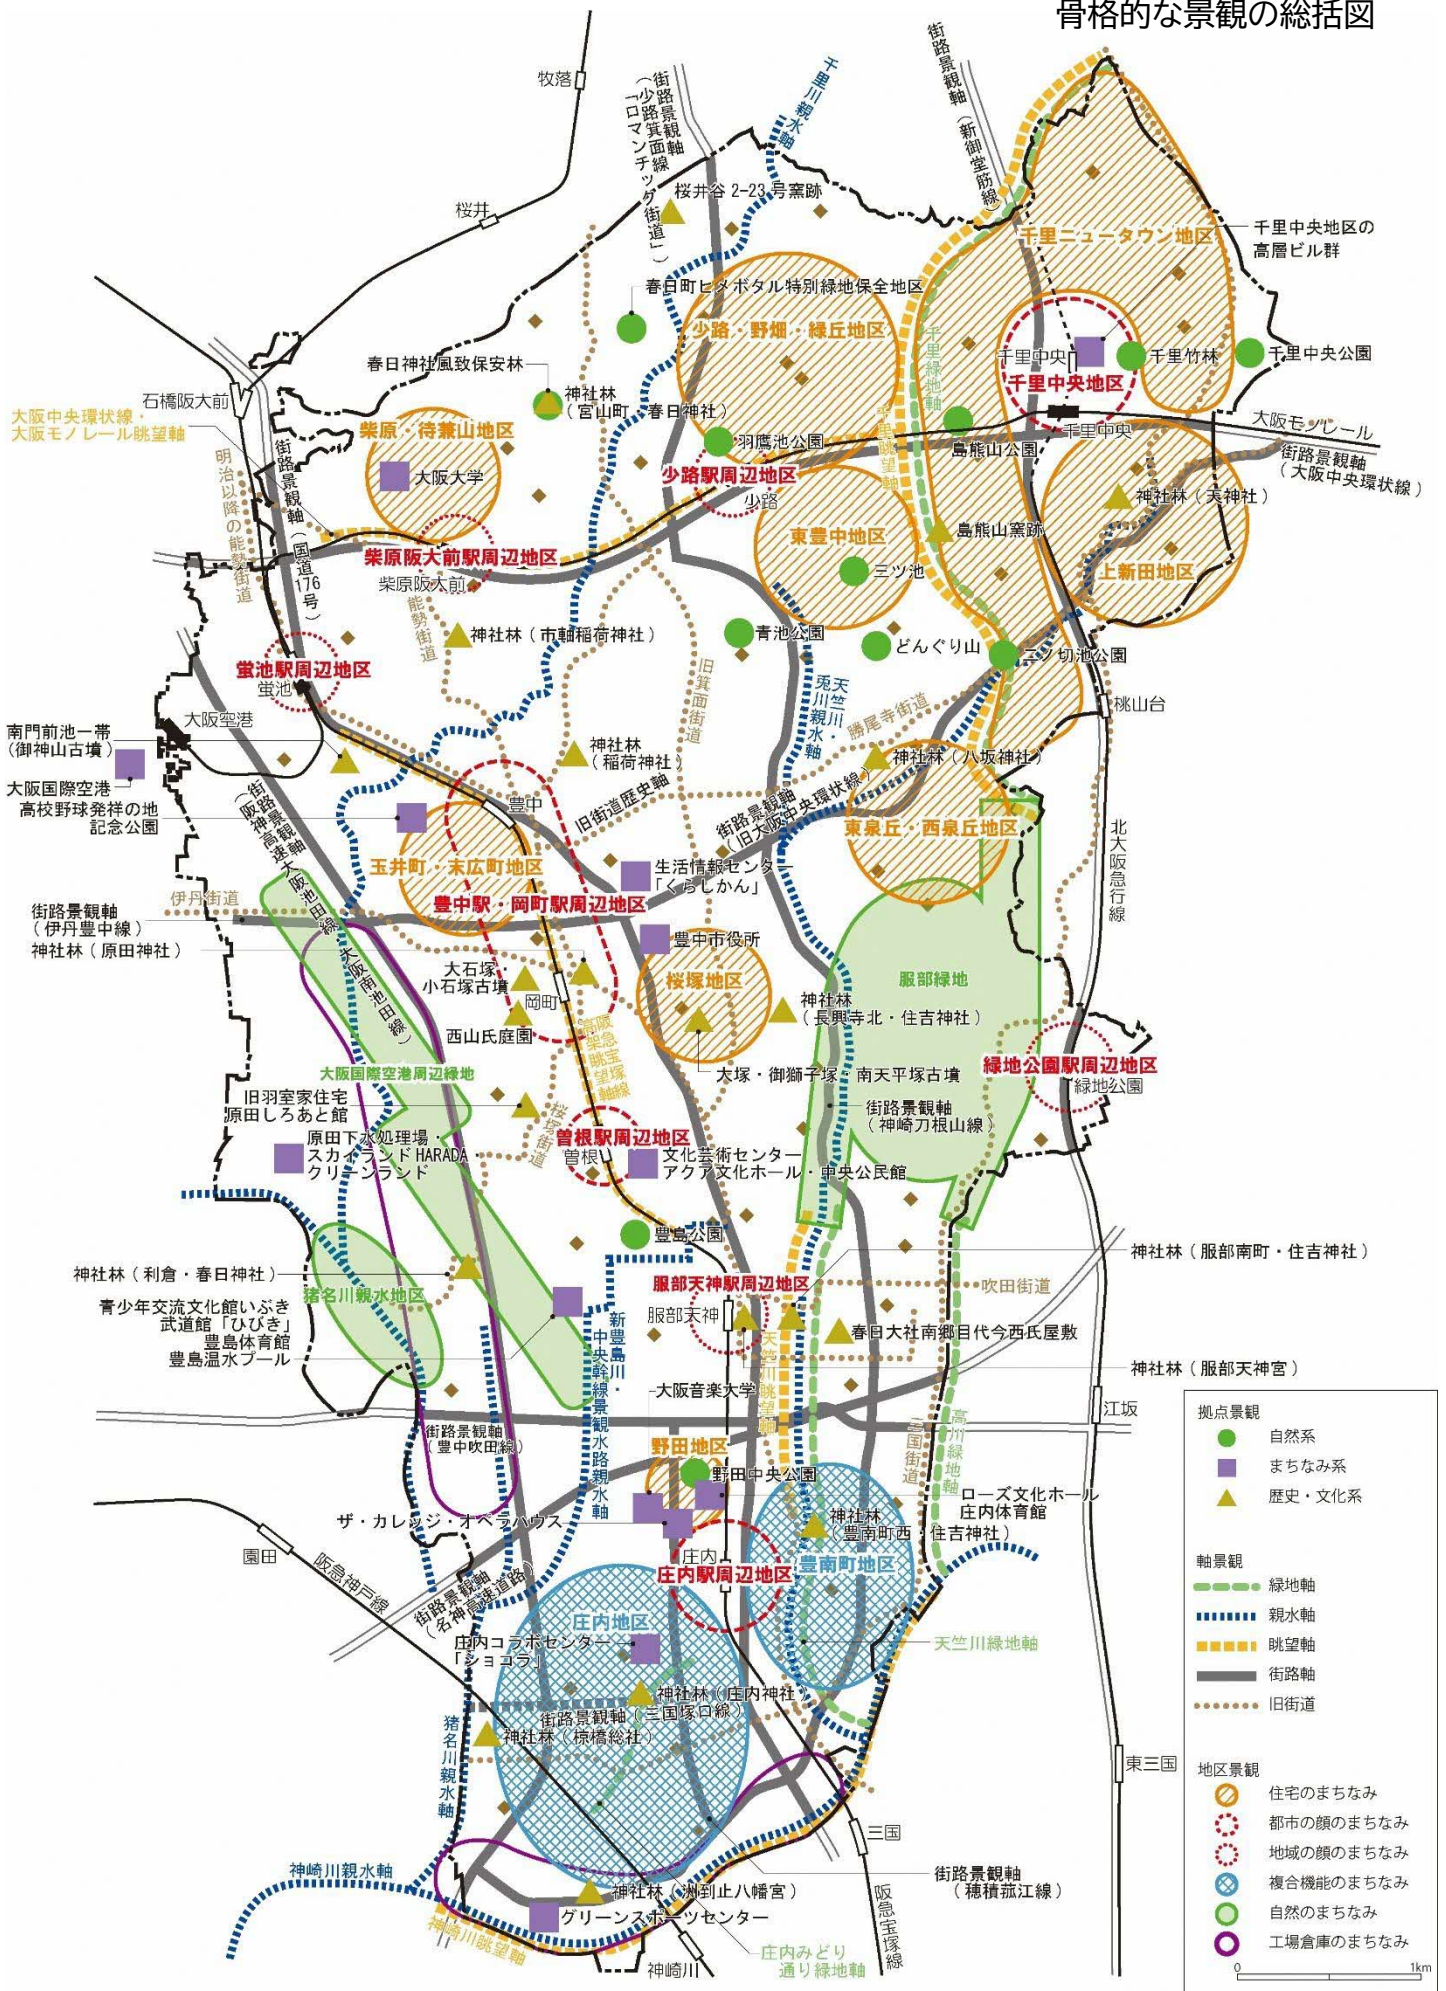 骨格的な景観の総括図
牧落
桜井
街路景観軸
（少路箕面線
「ロマンチック街道」）
千里川親水軸
街路景観軸（新御堂筋線）
桜井谷 2-23 号窯跡
千里ニュータウン地区
千里中央地区の
高層ビル群
春日町ヒメボタル特別緑地保全地区
少路・野畑・緑丘地区
千里緑地軸
千里眺望軸
千里中央
千里竹林
千里中央公園
千里中央地区
千里中央
大阪モノレール
街路景観軸
（大阪中央環状線）
春日神社風致保安林
神社林
（宮山町・春日神社）
石橋阪大前
大阪中央環状線・
大阪モノレール眺望軸
柴原・待兼山地区
大阪大学
羽鷹池公園
少路駅周辺地区
少路
島熊山公園
神社林（天神社）
明治以降の能勢街道
街路景観軸（国道176号）
東豊中地区
島熊山窯跡
上新田地区
柴原阪大前駅周辺地区
柴原阪大前
三ツ池
能勢街道
神社林（市軸稲荷神社）
青池公園
どんぐり山
二ノ切池公園
蛍池駅周辺地区
蛍池
旧箕面街道
天竺川・
兎川親水軸
勝尾寺街道
桃山台
大阪空港
南門前池一帯
（御神山古墳）
大阪国際空港
高校野球発祥の地
記念公園
神社林
（稲荷神社）
神社林（八坂神社）
豊中
旧街道歴史軸
街路景観軸
（旧大阪中央環状線）
東泉丘・西泉丘地区
北大阪急行線
（街路景観軸
阪神高速大阪池田線・大阪南池田線）
玉井町・末広町地区
生活情報センター
「くらしかん」
伊丹街道
豊中駅・岡町駅周辺地区
街路景観軸
（伊丹豊中線）
神社林（原田神社）
豊中市役所
大石塚・
小石塚古墳
岡町
桜塚地区
服部緑地
神社林
（長興寺北・住吉神社）
西山氏庭園
阪急宝塚線
高架眺望軸
大阪国際空港周辺緑地
大塚・御獅子塚・南天平塚古墳
緑地公園駅周辺地区
緑地公園
旧羽室家住宅
原田しろあと館
桜塚街道
街路景観軸
（神崎刀根山線）
曽根駅周辺地区
曽根
原田下水処理場・
スカイランド HARADA・
クリーンランド
文化芸術センター
アクア文化ホール・中央公民館
豊島公園
神社林（服部南町・住吉神社）
神社林（利倉・春日神社）
猪名川親水地区
服部天神駅周辺地区
服部天神
吹田街道
青少年交流文化館いぶき
武道館「ひびき」
豊島体育館
豊島温水プール
新豊島川・
中央幹線景観水路親水軸
春日大社南郷目代今西氏屋敷
神社林（服部天神宮）
天竺川眺望軸
大阪音楽大学
江坂
街路景観軸
（豊中吹田線）
野田地区
野田中央公園
三国街道
高川緑地軸
ローズ文化ホール
庄内体育館
ザ・カレッジ・オペラハウス
神社林
（豊南町西・住吉神社）
園田
阪急神戸線
街路景観軸
（名神高速道路）
庄内
庄内駅周辺地区
豊南町地区
庄内地区
庄内コラボセンター
「ショコラ」
天竺川緑地軸
神社林（庄内神社）
街路景観軸（三国塚口線）
神社林（椋橋総社）
猪名川親水軸
東三国
三国
神崎川親水軸
街路景観軸
（穂積菰江線）
神社林（洲到止八幡宮）
グリーンスポーツセンター
神崎川眺望軸
神崎川
庄内みどり
通り緑地軸
阪急宝塚線
拠点景観
自然系
まちなみ系
歴史・文化系
軸景観
緑地軸
親水軸
眺望軸
街路軸
旧街道
地区景観
住宅のまちなみ
都市の顔のまちなみ
地域の顔のまちなみ
複合機能のまちなみ
自然のまちなみ
工場倉庫のまちなみ
0 1km